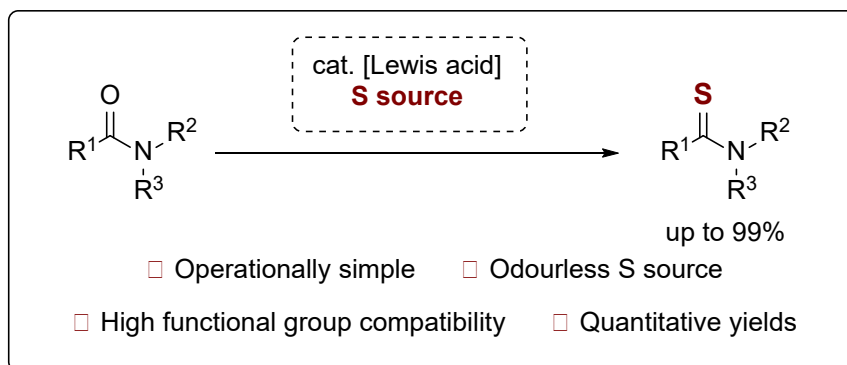 cat. [Lewis acid]
S source
O
R1
N
R2
R3
S
R1
N
R2
R3
up to 99%
Operationally simple
Odourless S source
High functional group compatibility
Quantitative yields